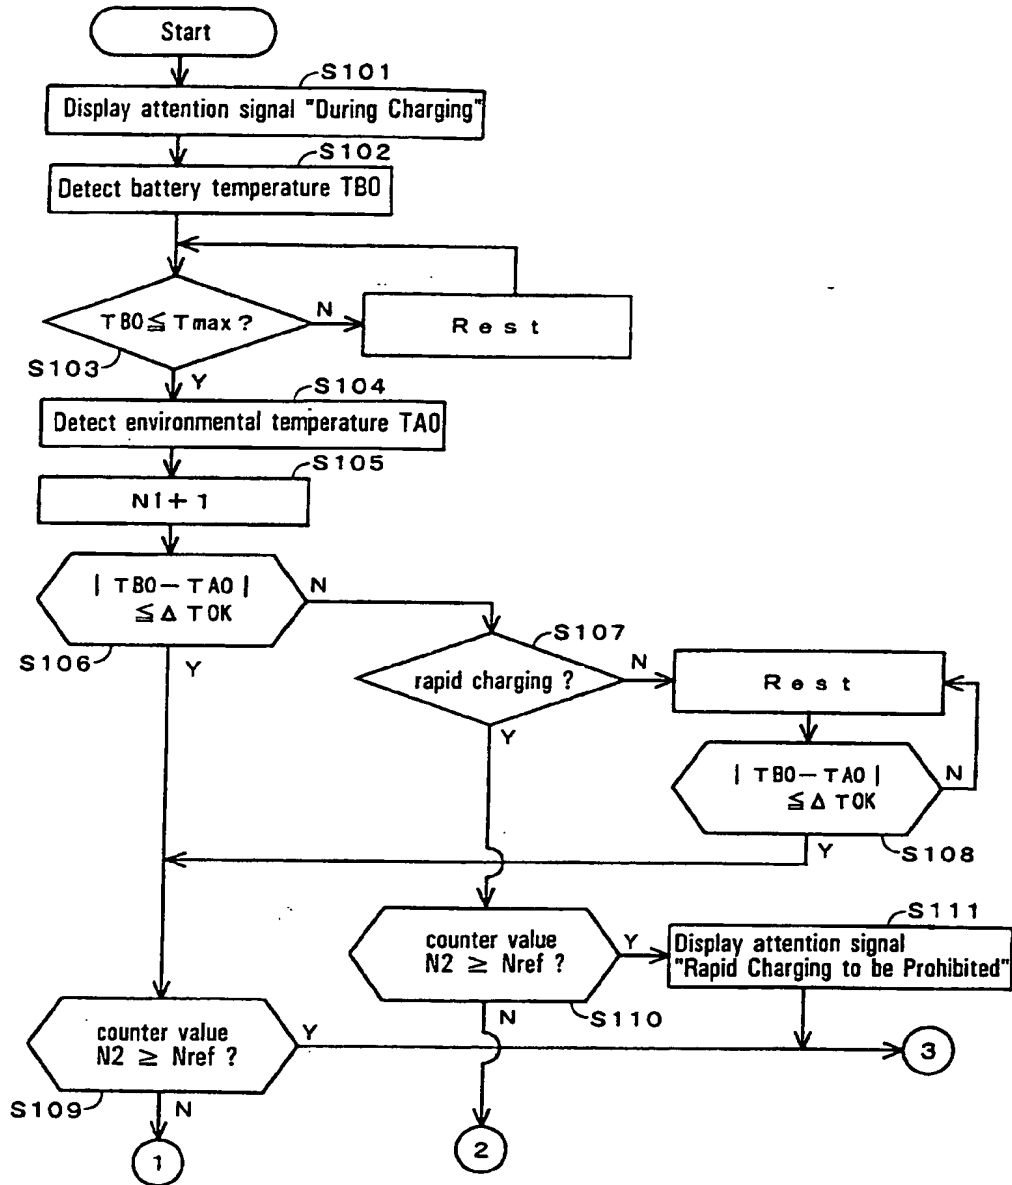 Start
S101
Display attention signal "During Charging"
S102
Detect battery temperature TB0
TB0 ≦ Tmax ?
N
Rest
S103
Y
S104
Detect environmental temperature TA0
S105
N1+1
| TB0 — TA0 |
≦ Δ TOK
N
S106
Y
S107
rapid charging ?
N
Rest
Y
| TB0 — TA0 |
≦ Δ TOK
N
Y
S108
counter value
N2 ≧ Nref ?
Y
S111
Display attention signal
"Rapid Charging to be Prohibited"
N
S110
counter value
N2 ≧ Nref ?
Y
3
S109
N
1
2